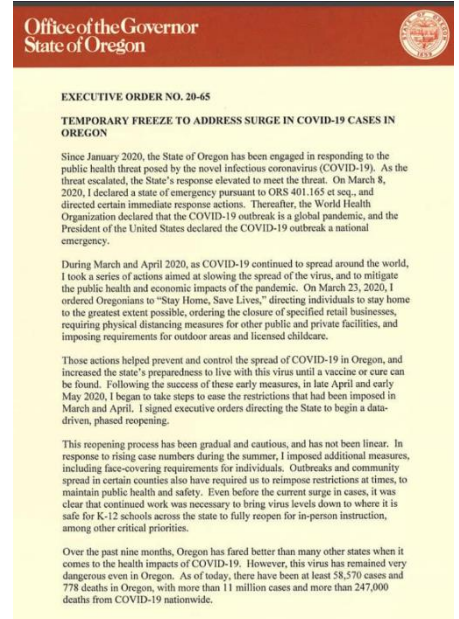 Office of the Governor
State of Oregon
EXECUTIVE ORDER NO. 20-65
TEMPORARY FREEZE TO ADDRESS SURGE IN COVID-19 CASES IN
OREGON
Since January 2020, the State of Oregon has been engaged in responding to the
public health threat posed by the novel infectious coronavirus (COVID-19). As the
threat escalated, the State's response elevated to meet the threat. On March 8,
2020, I declared a state of emergency pursuant to ORS 401.165 et seq., and
directed certain immediate response actions. Thereafter, the World Health
Organization declared that the COVID-19 outbreak is a global pandemic, and the
President of the United States declared the COVID-19 outbreak a national
emergency.
During March and April 2020, as COVID-19 continued to spread around the world,
I took a series of actions aimed at slowing the spread of the virus, and to mitigate
the public health and economic impacts of the pandemic. On March 23, 2020, I
ordered Oregonians to “Stay Home, Save Lives,” directing individuals to stay home
to the greatest extent possible, ordering the closure of specified retail businesses,
requiring physical distancing measures for other public and private facilities, and
imposing requirements for outdoor areas and licensed childcare.
Those actions helped prevent and control the spread of COVID-19 in Oregon, and
increased the state's preparedness to live with this virus until a vaccine or cure can
be found. Following the success of these early measures, in late April and early
May 2020, I began to take steps to ease the restrictions that had been imposed in
March and April. I signed executive orders directing the State to begin a data-
driven, phased reopening.
This reopening process has been gradual and cautious, and has not been linear. In
response to rising case numbers during the summer, I imposed additional measures,
including face-covering requirements for individuals. Outbreaks and community
spread in certain counties also have required us to reimpose restrictions at times, to
maintain public health and safety. Even before the current surge in cases, it was
clear that continued work was necessary to bring virus levels down to where it is
safe for K-12 schools across the state to fully reopen for in-person instruction,
among other critical priorities.
Over the past nine months, Oregon has fared better than many other states when it
comes to the health impacts of COVID-19. However, this virus has remained very
dangerous even in Oregon. As of today, there have been at least 58,570 cases and
778 deaths in Oregon, with more than 11 million cases and more than 247,000
deaths from COVID-19 nationwide.